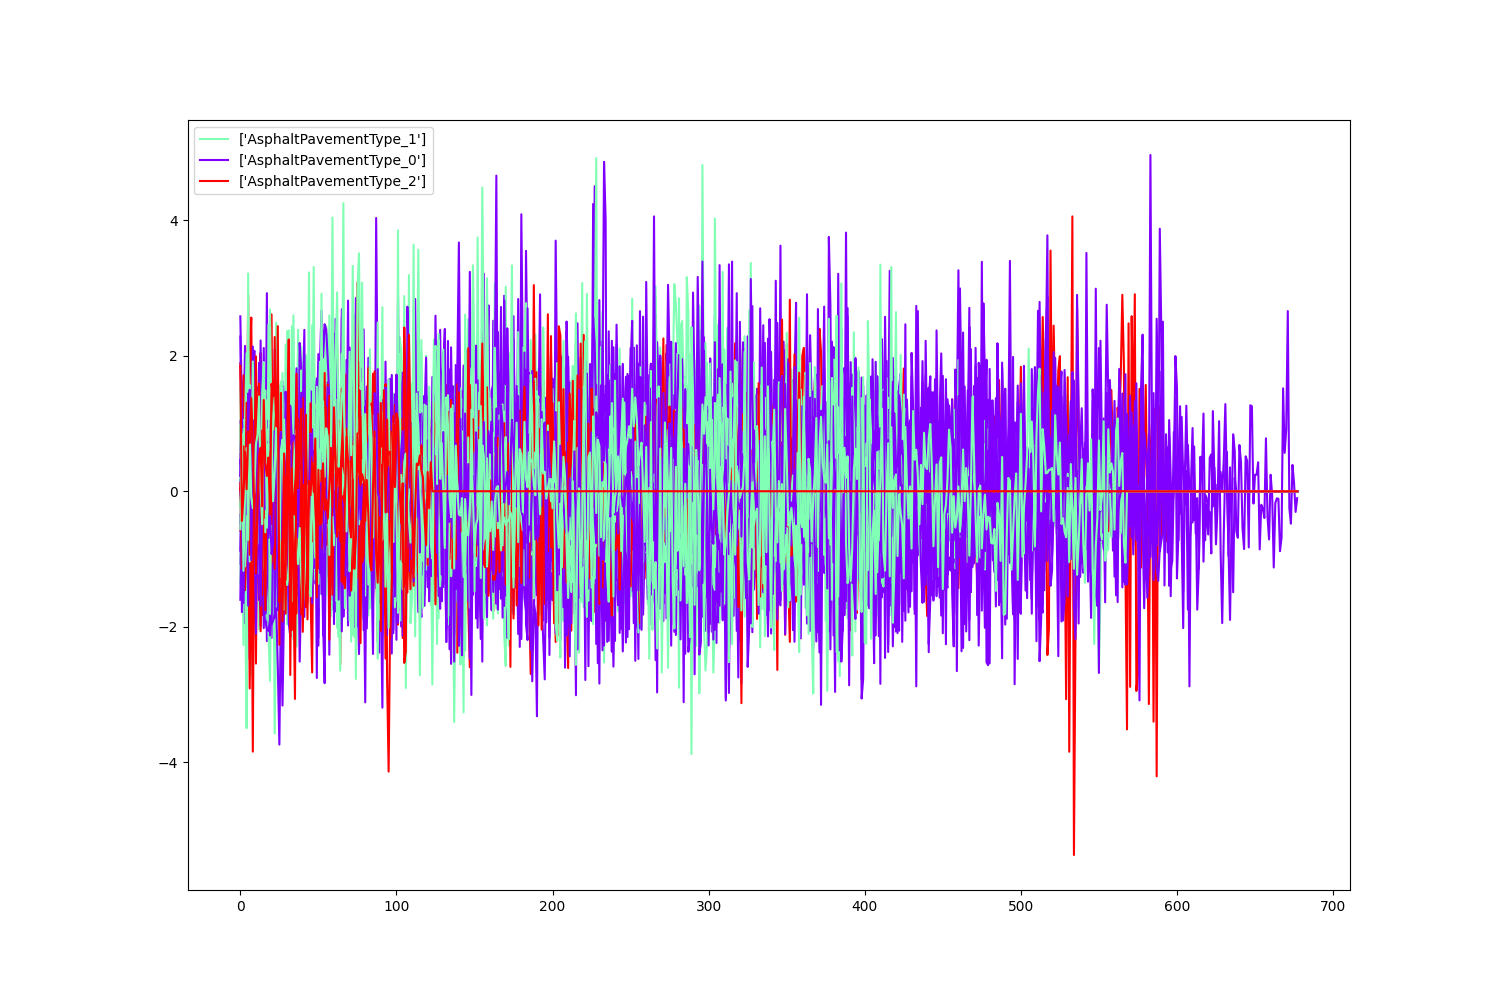 ['AsphaltPavementType_1']
['AsphaltPavementType_0']
['AsphaltPavementType_2']
4
2
0
−2
−4
0 100 200 300 400 500 600 700